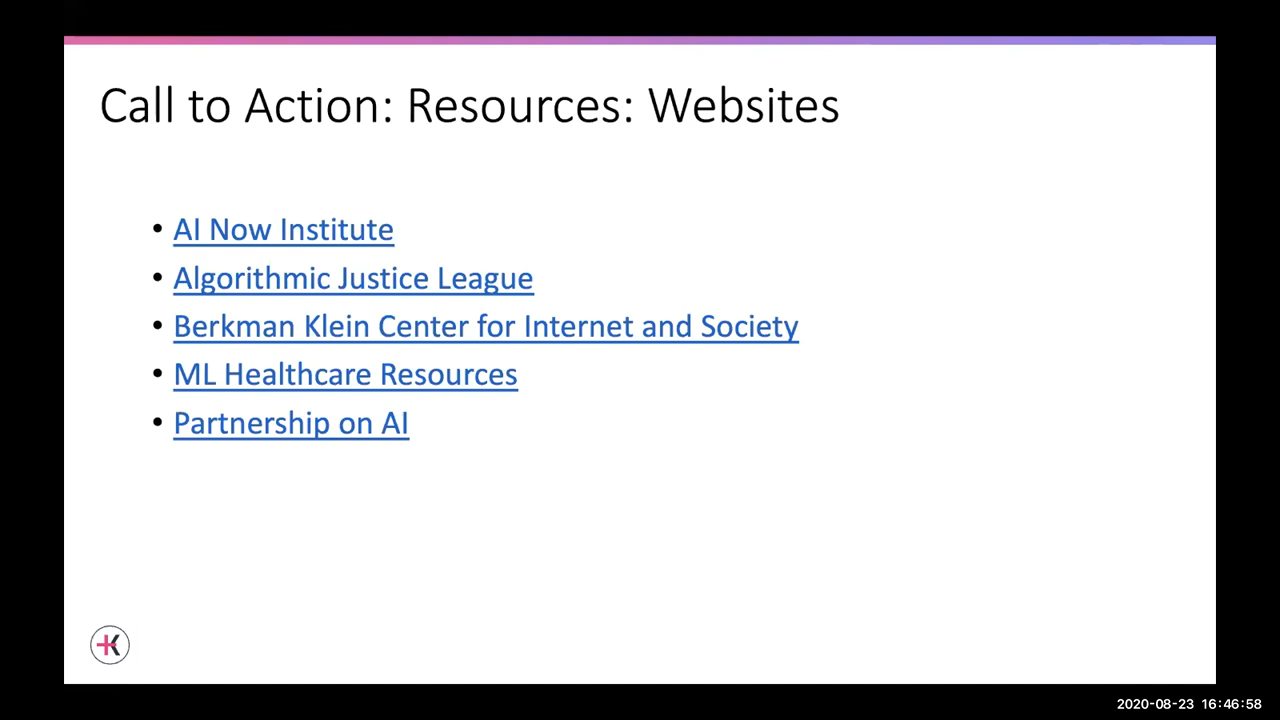 Call to Action: Resources: Websites
• AI Now Institute
• Algorithmic Justice League
• Berkman Klein Center for Internet and Society
• ML Healthcare Resources
• Partnership on AI
+K
2020-08-23 16:46:58